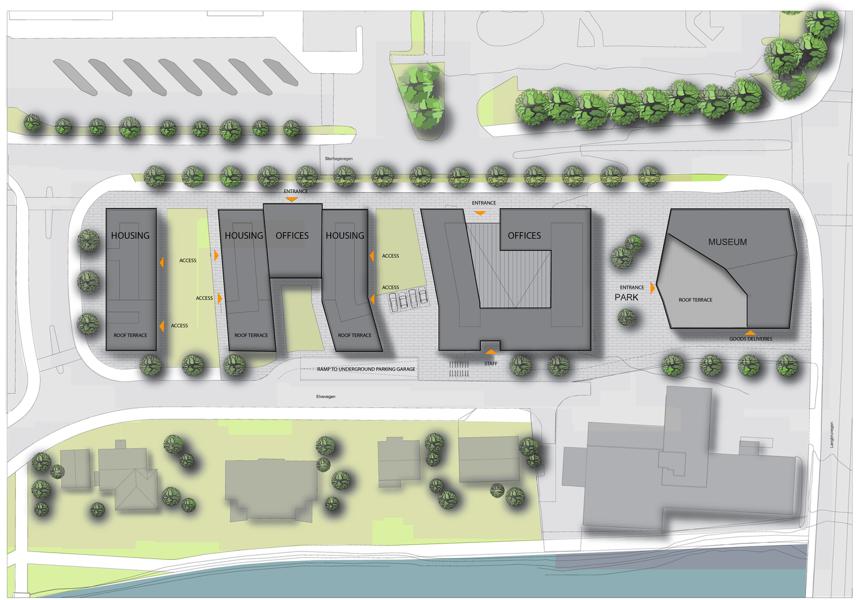 ENTRANCE
ENTRANCE
HOUSING
HOUSING
OFFICES
HOUSING
OFFICES
MUSEUM
ACCESS
ACCESS
ACCESS
ACCESS
ACCESS
ENTRANCE
PARK
ROOF TERRACE
ROOF TERRACE
ROOF TERRACE
ROOF TERRACE
GOODS DELIVERIES
STAFF
RAMP TO UNDERGROUND PARKING GARAGE
Elvavegen